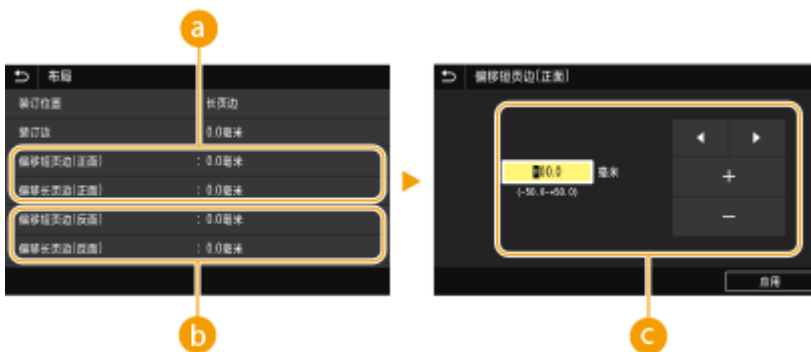 a
布局
装订位置 长页边
装订边 0.0毫米
偏移短页边(正面) : 0.0毫米
偏移长页边(正面) : 0.0毫米
偏移短页边(反面) : 0.0毫米
偏移长页边(反面) : 0.0毫米
b
偏移短页边(正面)
00.0 毫米
(-50.0-+50.0)
+
−
启用
c